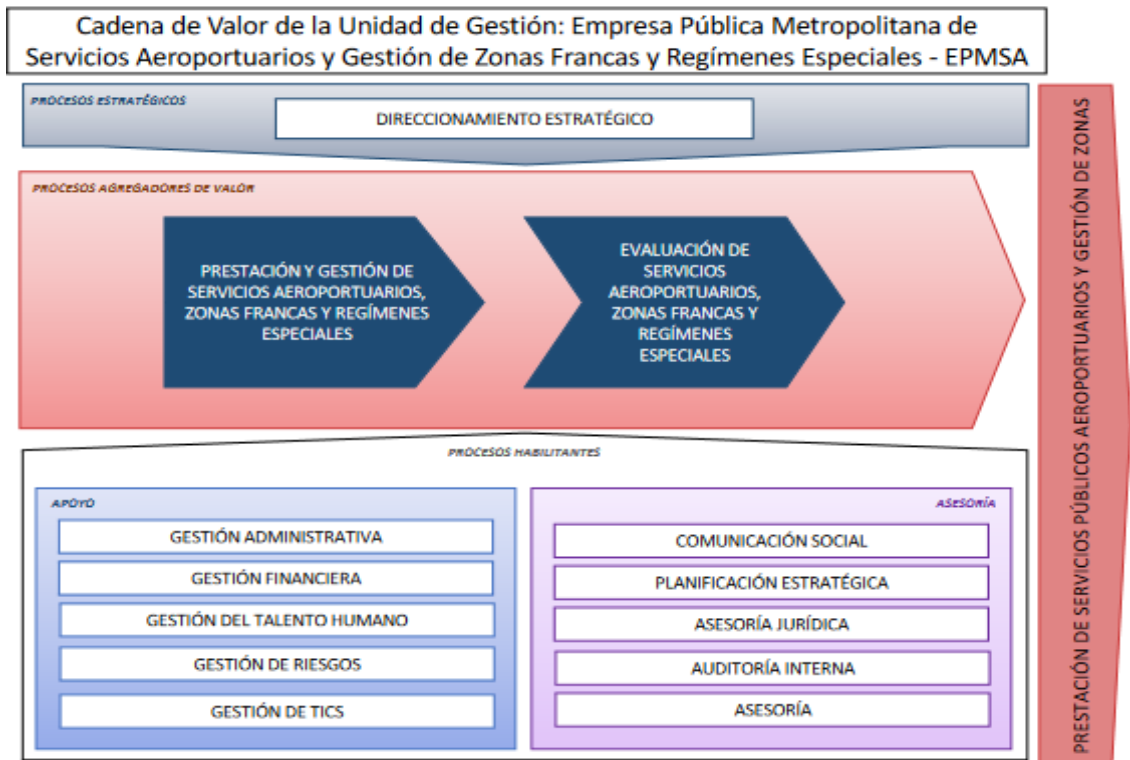 Cadena de Valor de la Unidad de Gestión: Empresa Pública Metropolitana de
Servicios Aeroportuarios y Gestión de Zonas Francas y Regímenes Especiales - EPMSA
PROCESOS ESTRATÉGICOS
DIRECCIONAMIENTO ESTRATÉGICO
PROCESOS AGREGADORES DE VALOR
PRESTACIÓN Y GESTIÓN DE
SERVICIOS AEROPORTUARIOS,
ZONAS FRANCAS Y REGÍMENES
ESPECIALES
EVALUACIÓN DE
SERVICIOS
AEROPORTUARIOS,
ZONAS FRANCAS Y
REGÍMENES
ESPECIALES
PROCESOS HABILITANTES
APOYO
GESTIÓN ADMINISTRATIVA
GESTIÓN FINANCIERA
GESTIÓN DEL TALENTO HUMANO
GESTIÓN DE RIESGOS
GESTIÓN DE TICS
ASESORÍA
COMUNICACIÓN SOCIAL
PLANIFICACIÓN ESTRATÉGICA
ASESORÍA JURÍDICA
AUDITORÍA INTERNA
ASESORÍA
PRESTACIÓN DE SERVICIOS PÚBLICOS AEROPORTUARIOS Y GESTIÓN DE ZONAS